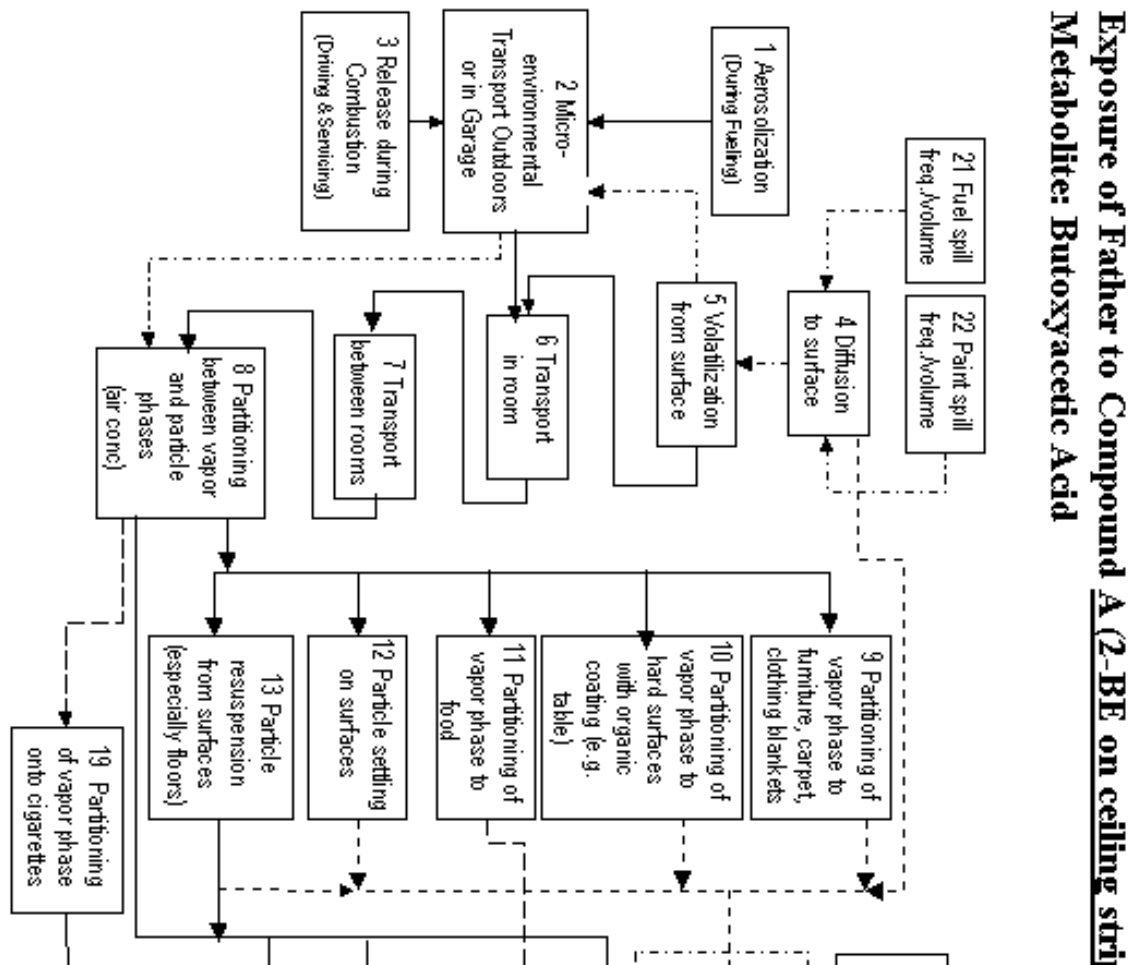 Exposure of Father to Compound A (2-BE on ceiling strip
Metabolite: Butoxyacetic Acid
21 Fuel spill
freq./volume
22 Paint spill
freq./volume
1 Aerosolization
(During Fueling)
4 Diffusion
to surface
5 Volatilization
from surface
2 Micro-
environmental
Transport Outdoors
or in Garage
3 Release during
Combustion
(Driving & Servicing)
6 Transport
in room
7 Transport
between rooms
8 Partitioning
between vapor
and particle
phases
(air conc)
9 Partitioning of
vapor phase to
furniture, carpet,
clothing blankets
10 Partitioning of
vapor phase to
hard surfaces
with organic
coating (e.g.
table)
11 Partitioning of
vapor phase to
food
12 Particle settling
on surfaces
13 Particle
resuspension
from surfaces
(especially floors)
19 Partitioning
of vapor phase
onto cigarettes